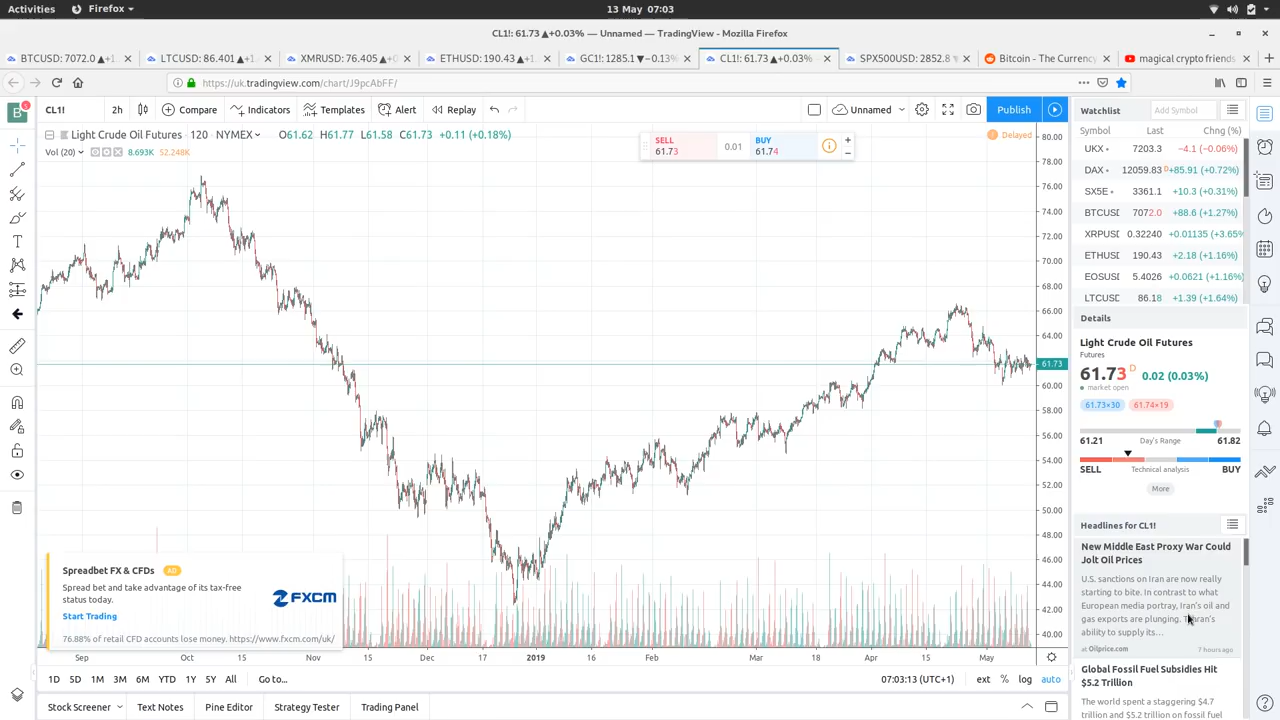 Activities
Firefox
13 May 07:03
CL1!: 61.73 ▲+0.03% — Unnamed — TradingView - Mozilla Firefox
BTCUSD: 7072.0 ▲+1
LTCUSD: 86.401 ▲+1
XMRUSD: 76.405 ▲+0
ETHUSD: 190.43 ▲+1
GC1!: 1285.1 ▼−0.13%
CL1!: 61.73 ▲+0.03%
SPX500USD: 2852.8 ▼
Bitcoin - The Currency
magical crypto friends
https://uk.tradingview.com/chart/J9pcAbFF/
B
CL1!
2h
Compare
Indicators
Templates
Alert
Replay
Unnamed
Publish
Light Crude Oil Futures · 120 · NYMEX
O61.62 H61.77 L61.58 C61.73 +0.11 (+0.18%)
Vol (20)
8.693K 52.248K
SELL
61.73
0.01
BUY
61.74
Delayed
80.00
78.00
76.00
74.00
72.00
70.00
68.00
66.00
64.00
61.73
60.00
58.00
56.00
54.00
52.00
50.00
48.00
46.00
44.00
42.00
40.00
Spreadbet FX & CFDs AD
Spread bet and take advantage of its tax-free
status today.
Start Trading
FXCM
76.88% of retail CFD accounts lose money. https://www.fxcm.com/uk/
Sep Oct 15 Nov 15 Dec 17 2019 16 Feb Mar 18 Apr 15 May
1D 5D 1M 3M 6M YTD 1Y 5Y All Go to...
07:03:13 (UTC+1) ext % log auto
Stock Screener
Text Notes
Pine Editor
Strategy Tester
Trading Panel
Watchlist
Add Symbol
Symbol Last Chng (%)
UKX 7203.3 −4.1 (−0.06%)
DAX 12059.83 D +85.91 (+0.72%)
SX5E 3361.1 +10.3 (+0.31%)
BTCUSD 7072.0 +88.6 (+1.27%)
XRPUSD 0.32240 +0.01135 (+3.65%
ETHUSD 190.43 +2.18 (+1.16%)
EOSUSD 5.4026 +0.0621 (+1.16%)
LTCUSD 86.18 +1.39 (+1.64%)
Details
Light Crude Oil Futures
Futures
61.73 D 0.02 (0.03%)
market open
61.73×30 61.74×19
61.21 Day's Range 61.82
SELL Technical analysis BUY
More
Headlines for CL1!
New Middle East Proxy War Could
Jolt Oil Prices
U.S. sanctions on Iran are now really
starting to bite. In contrast to what
European media portray, Iran's oil and
gas exports are plunging. Tehran's
ability to supply its...
at Oilprice.com 7 hours ago
Global Fossil Fuel Subsidies Hit
$5.2 Trillion
The world spent a staggering $4.7
trillion and $5.2 trillion on fossil fuel